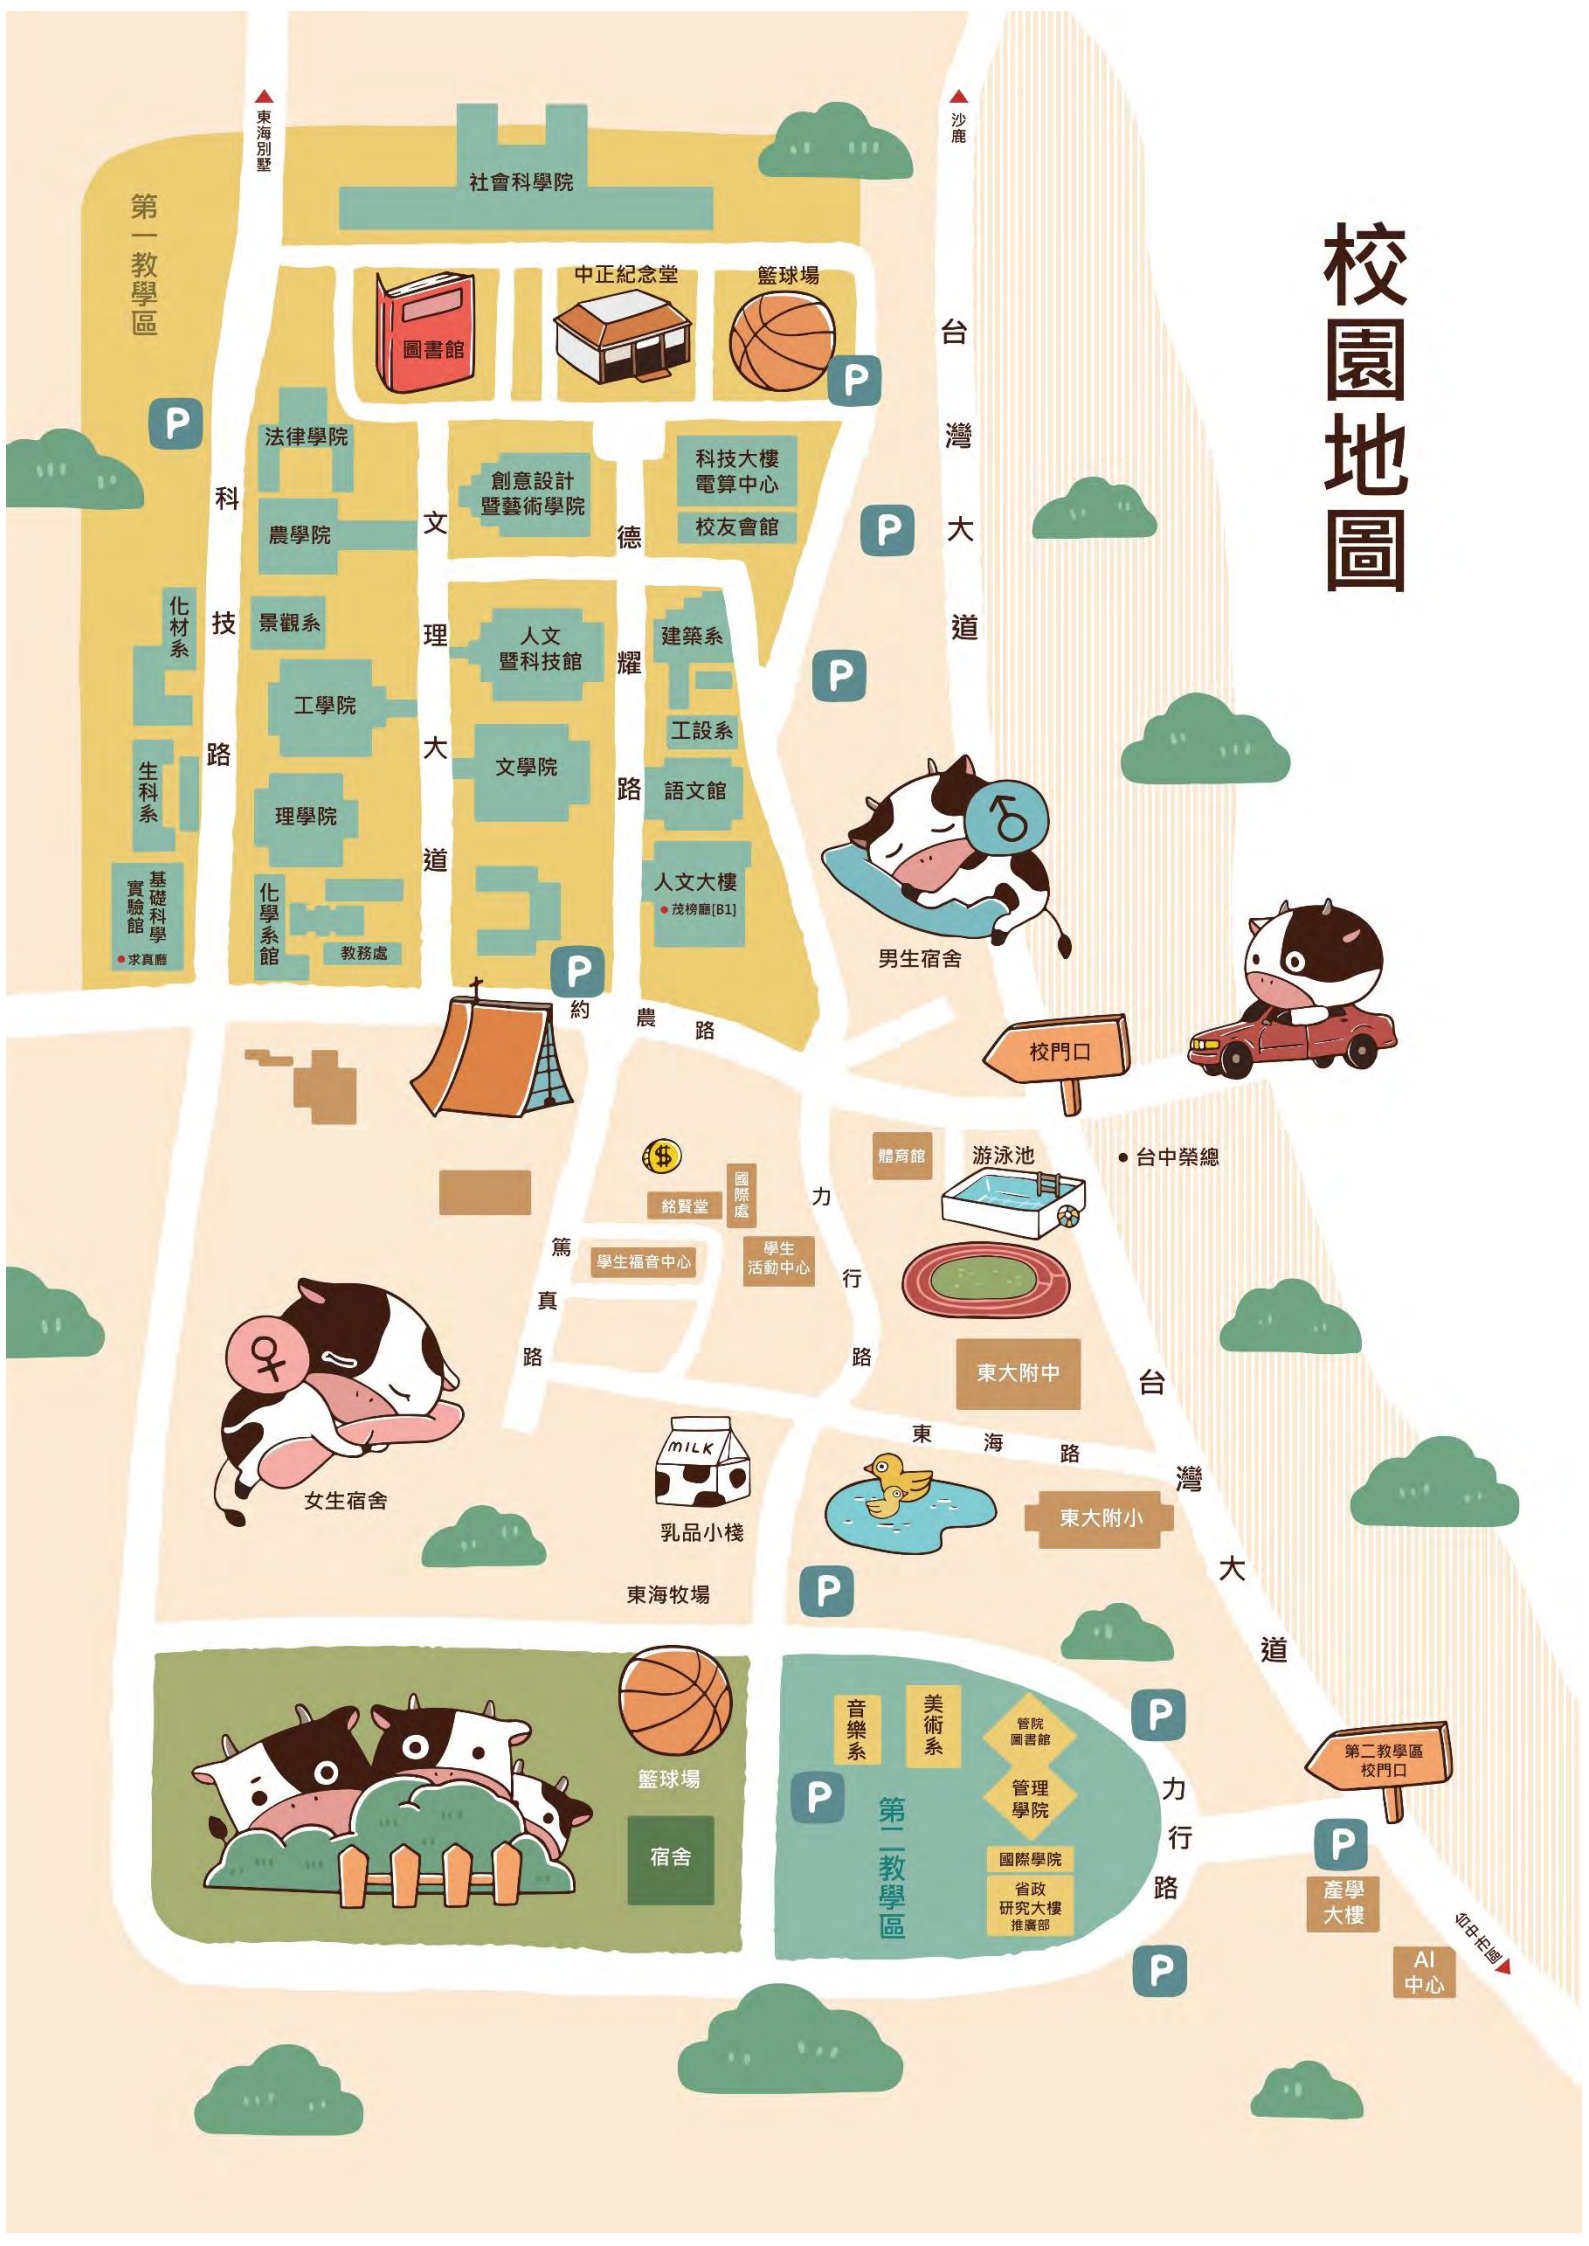 校園地圖
東海別墅
沙鹿
第一教學區
社會科學院
圖書館
中正紀念堂
籃球場
P
P
台灣大道
法律學院
創意設計
暨藝術學院
科技大樓
電算中心
校友會館
P
科技路
文理大道
德耀路
農學院
化材系
景觀系
人文
暨科技館
建築系
P
工學院
工設系
生科系
文學院
語文館
理學院
基礎科學
實驗館
求真廳
化學系館
教務處
人文大樓
茂榜廳[B1]
男生宿舍
P
約農路
校門口
$
體育館
游泳池
台中榮總
國際處
銘賢堂
力行路
學生福音中心
學生
活動中心
篤真路
東大附中
台灣大道
東海路
MILK
女生宿舍
乳品小棧
東大附小
東海牧場
P
籃球場
宿舍
音樂系
美術系
管院
圖書館
P
管理
學院
P
第二教學區
國際學院
省政
研究大樓
推廣部
力行路
第二教學區
校門口
P
產學
大樓
P
AI
中心
台中市區